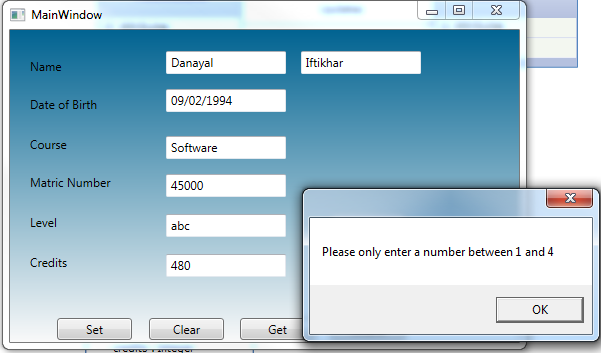 MainWindow
Name Danayal Iftikhar
Date of Birth 09/02/1994
Course Software
Matric Number 45000
Level abc
Credits 480
Please only enter a number between 1 and 4
OK
Set Clear Get